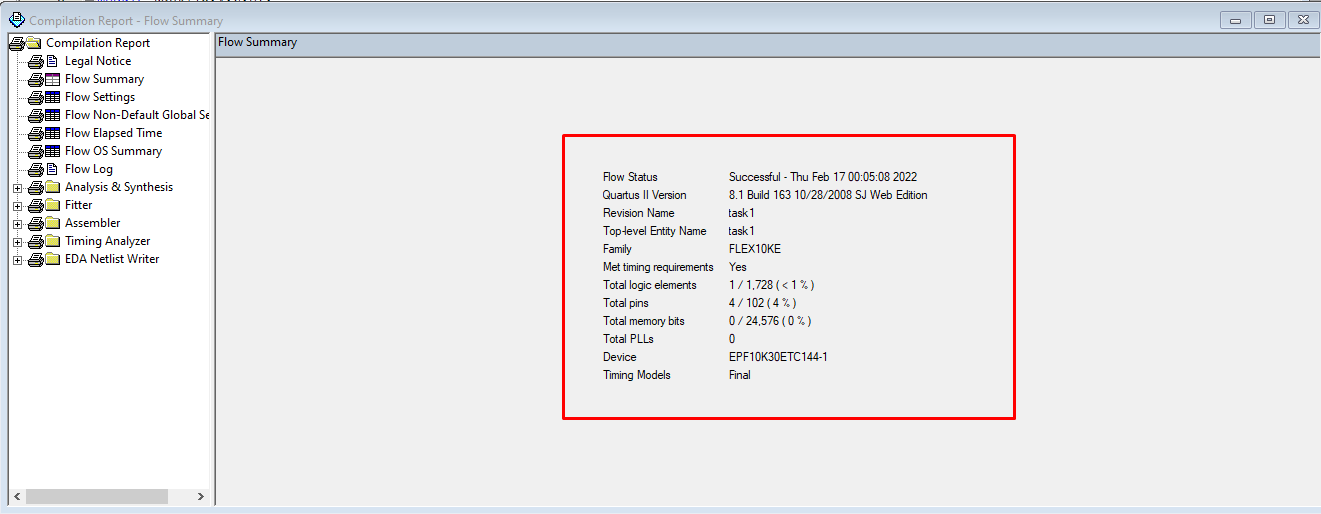 Compilation Report - Flow Summary
Compilation Report
Legal Notice
Flow Summary
Flow Settings
Flow Non-Default Global Se
Flow Elapsed Time
Flow OS Summary
Flow Log
Analysis & Synthesis
Fitter
Assembler
Timing Analyzer
EDA Netlist Writer
Flow Summary
Flow Status Successful - Thu Feb 17 00:05:08 2022
Quartus II Version 8.1 Build 163 10/28/2008 SJ Web Edition
Revision Name task1
Top-level Entity Name task1
Family FLEX10KE
Met timing requirements Yes
Total logic elements 1 / 1,728 ( < 1 % )
Total pins 4 / 102 ( 4 % )
Total memory bits 0 / 24,576 ( 0 % )
Total PLLs 0
Device EPF10K30ETC144-1
Timing Models Final